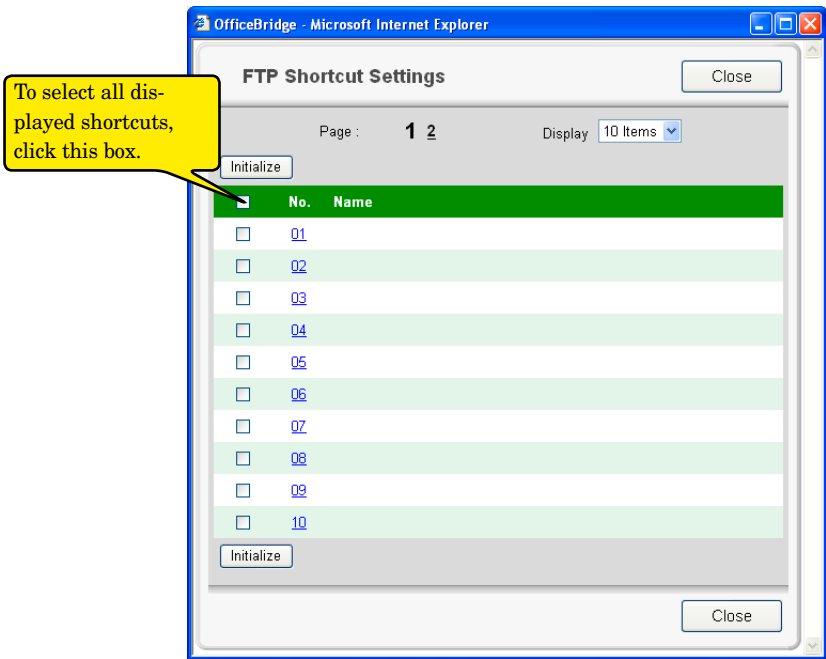 OfficeBridge - Microsoft Internet Explorer
FTP Shortcut Settings
Close
To select all dis-
played shortcuts,
click this box.
Page : 1 2 Display 10 Items
Initialize
No. Name
01
02
03
04
05
06
07
08
09
10
Initialize
Close